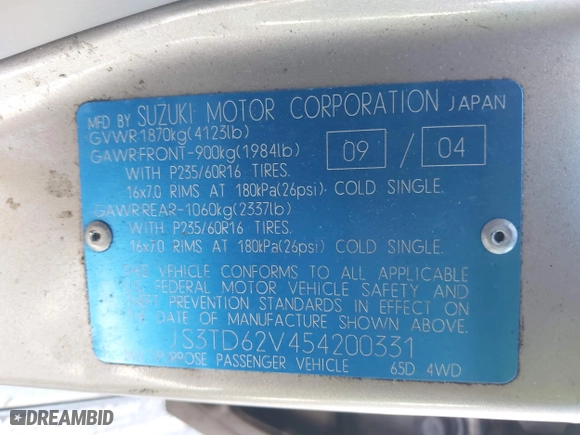 MFD BY SUZUKI MOTOR CORPORATION JAPAN
GVWR-1870kg(4123lb)
GAWR-FRONT-900kg(1984lb) 09 / 04
WITH P235/60R16 TIRES.
16x7.0 RIMS AT 180kPa(26psi). COLD SINGLE.
GAWR-REAR-1060kg(2337lb)
WITH P235/60R16 TIRES.
16x7.0 RIMS AT 180kPa(26psi) COLD SINGLE.
VEHICLE CONFORMS TO ALL APPLICABLE
FEDERAL MOTOR VEHICLE SAFETY AND
PREVENTION STANDARDS IN EFFECT ON
DATE OF MANUFACTURE SHOWN ABOVE.
JS3TD62V454200331
PASSENGER VEHICLE 65D 4WD
DREAMBID